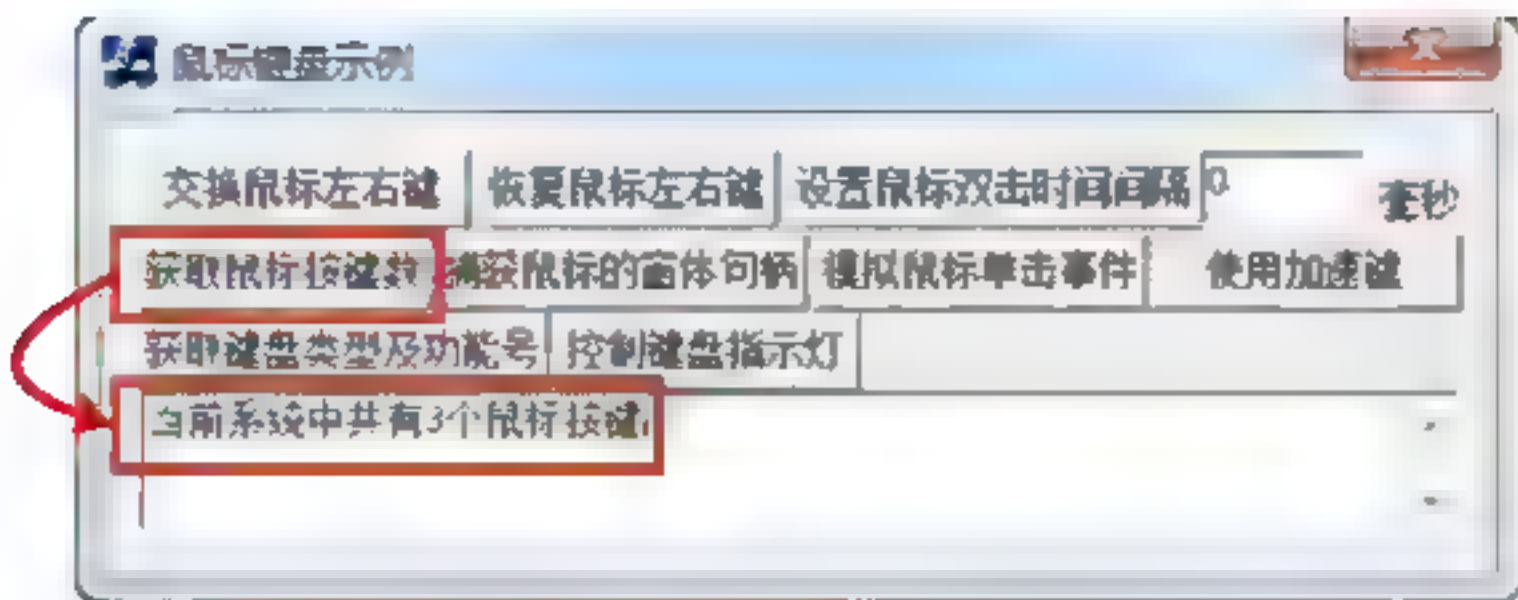 鼠标键盘示例
交换鼠标左右键 恢复鼠标左右键 设置鼠标双击时间间隔 0 毫秒
获取鼠标按键数 捕获鼠标的窗体句柄 模拟鼠标单击事件 使用加速键
获取键盘类型及功能号 控制键盘指示灯
当前系统中共有3个鼠标按键。